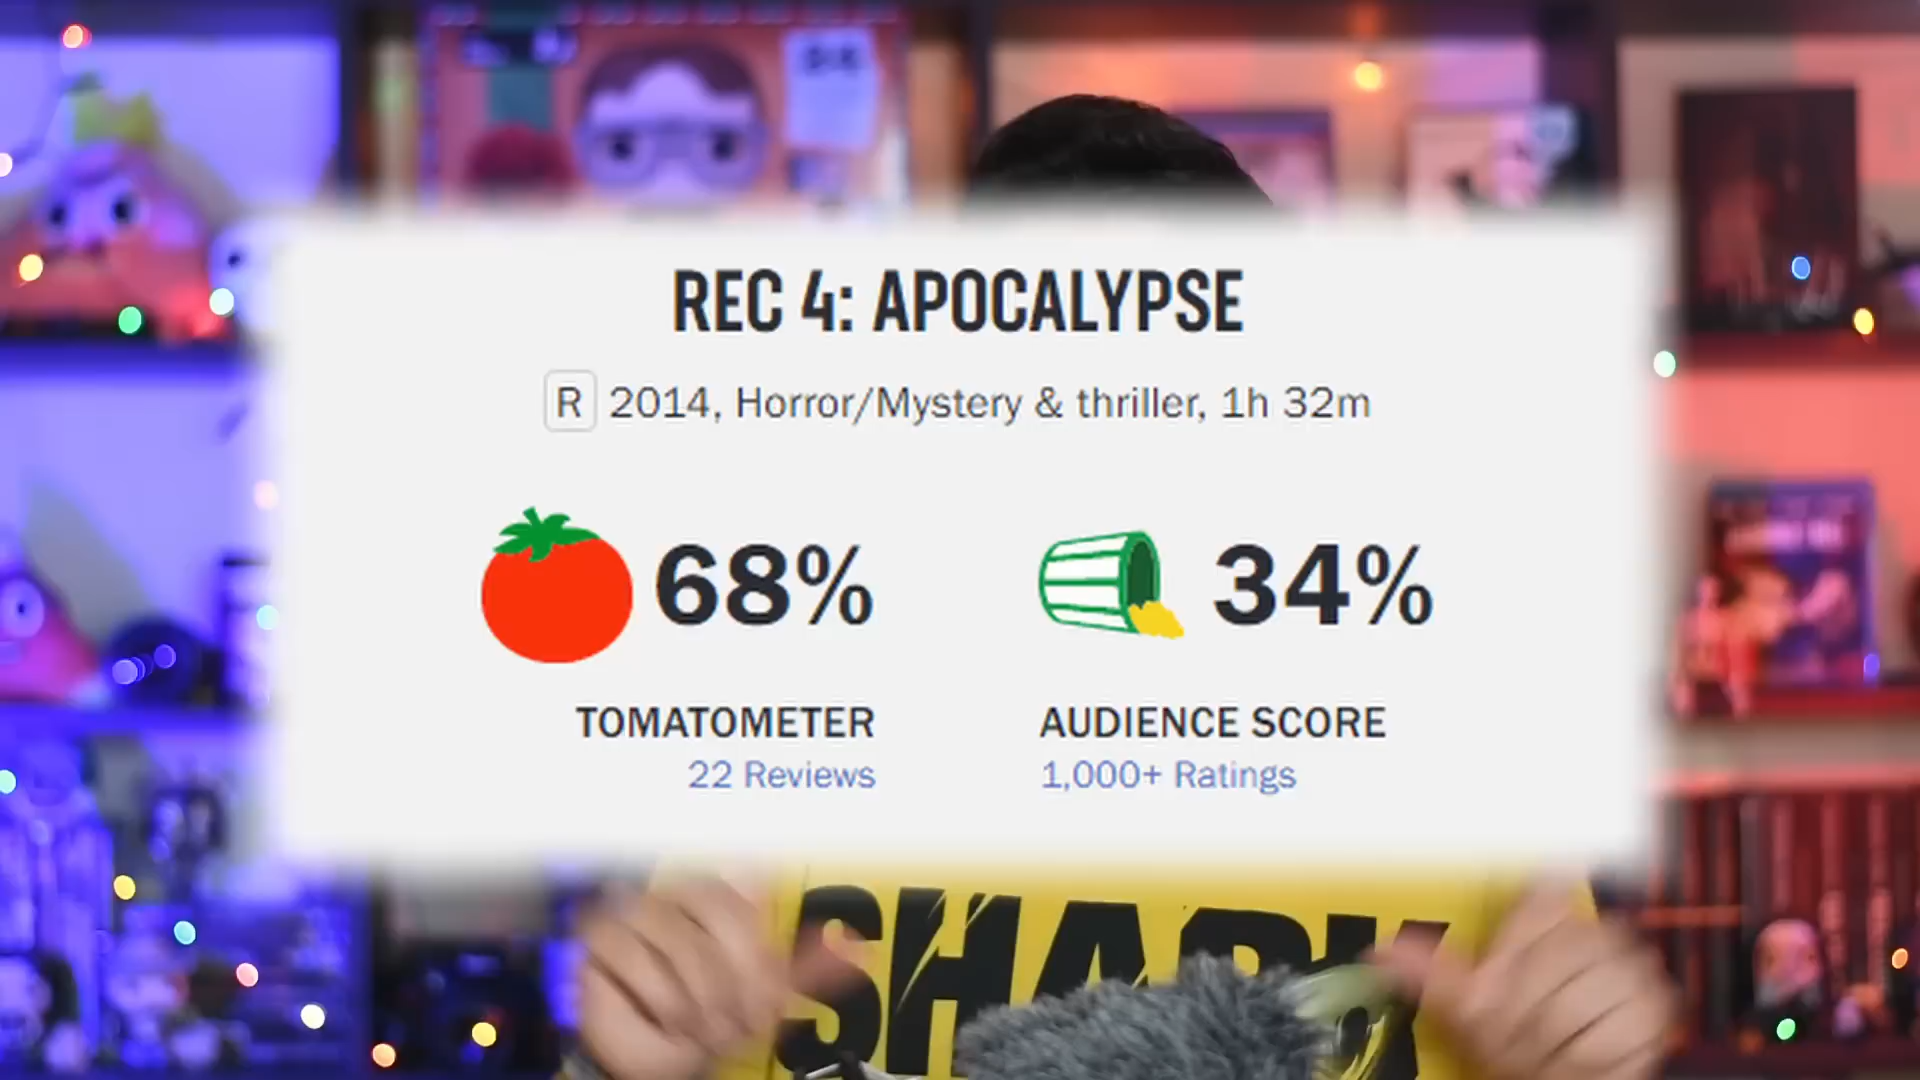 REC 4: APOCALYPSE
R 2014, Horror/Mystery & thriller, 1h 32m
68% 34%
TOMATOMETER AUDIENCE SCORE
22 Reviews 1,000+ Ratings
SHARK